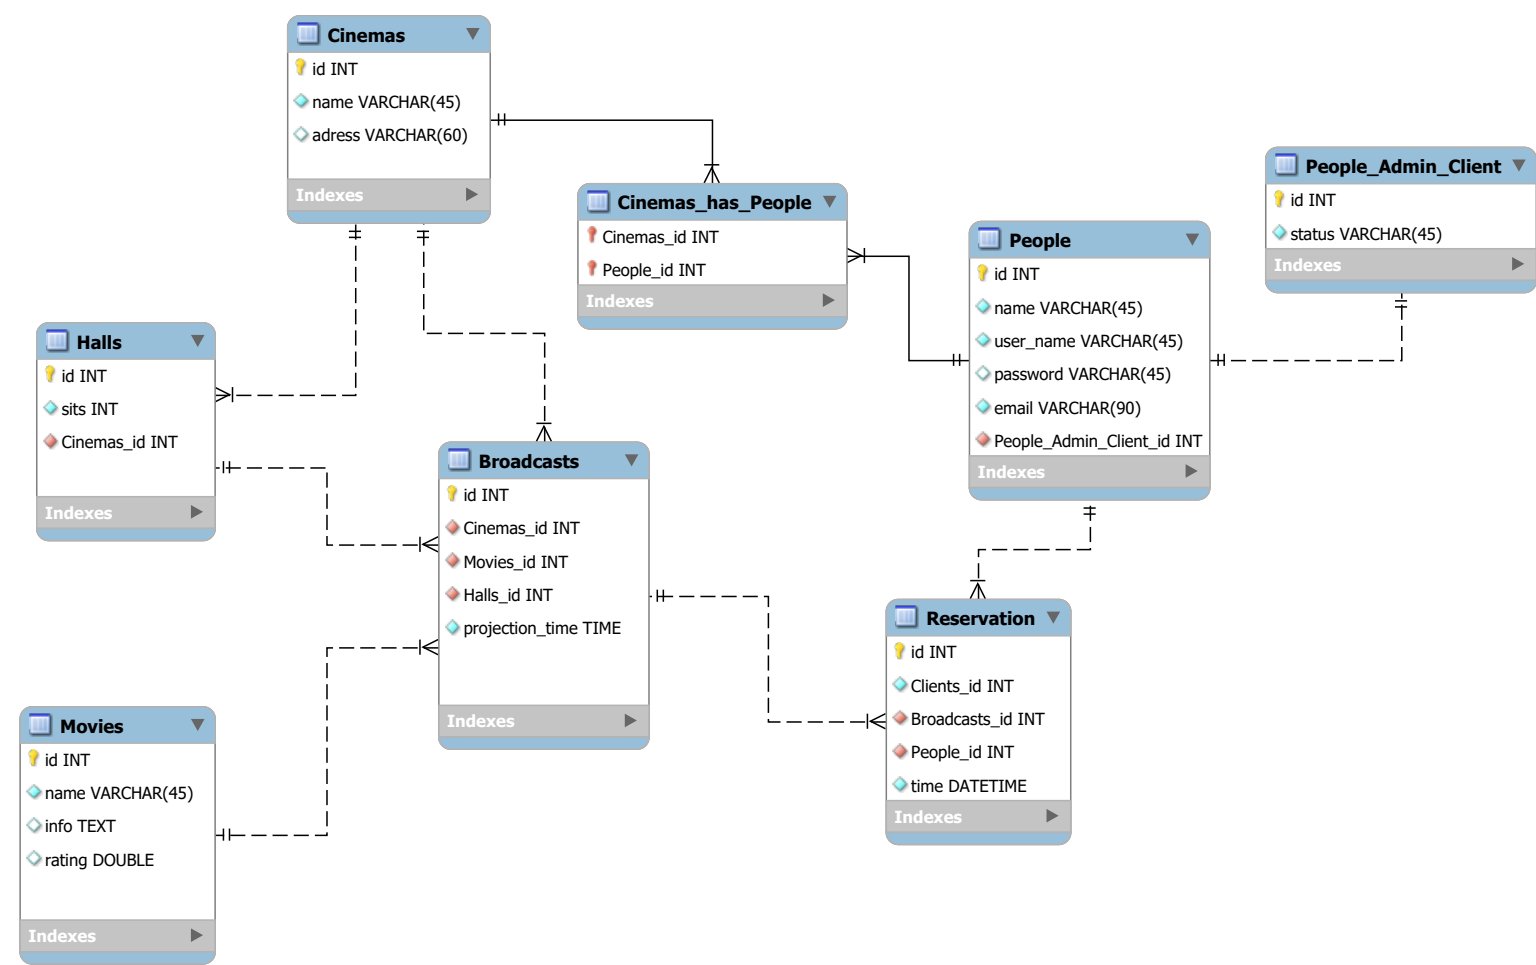 Cinemas
id INT
name VARCHAR(45)
adress VARCHAR(60)
Indexes
Cinemas_has_People
Cinemas_id INT
People_id INT
Indexes
People_Admin_Client
id INT
status VARCHAR(45)
Indexes
People
id INT
name VARCHAR(45)
user_name VARCHAR(45)
password VARCHAR(45)
email VARCHAR(90)
People_Admin_Client_id INT
Indexes
Halls
id INT
sits INT
Cinemas_id INT
Indexes
Broadcasts
id INT
Cinemas_id INT
Movies_id INT
Halls_id INT
projection_time TIME
Indexes
Reservation
id INT
Clients_id INT
Broadcasts_id INT
People_id INT
time DATETIME
Indexes
Movies
id INT
name VARCHAR(45)
info TEXT
rating DOUBLE
Indexes